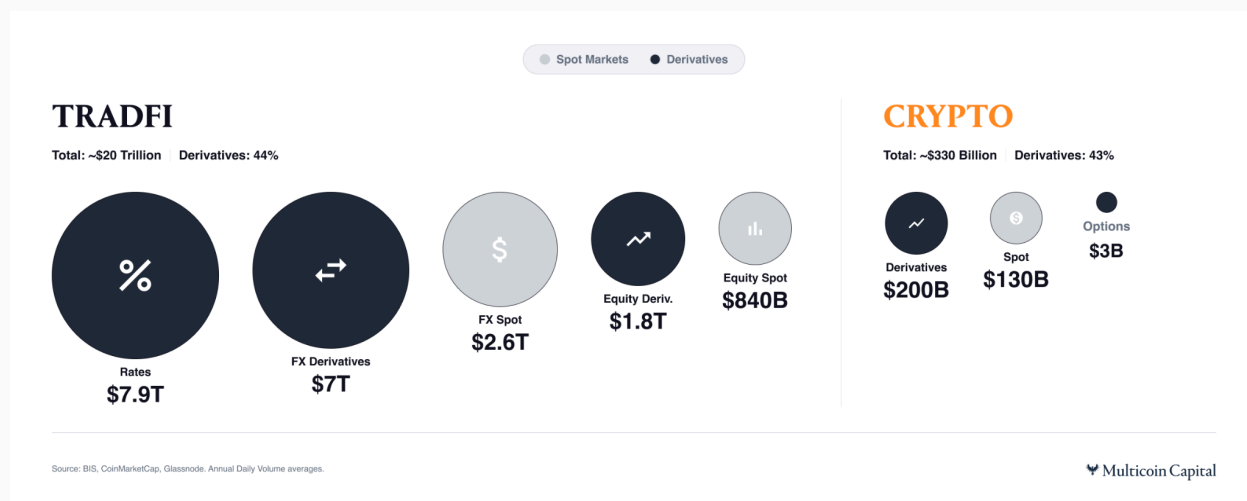 Spot Markets Derivatives
TRADFI
Total: ~$20 Trillion Derivatives: 44%
Rates
$7.9T
FX Derivatives
$7T
FX Spot
$2.6T
Equity Deriv.
$1.8T
Equity Spot
$840B
CRYPTO
Total: ~$330 Billion Derivatives: 43%
Derivatives
$200B
Spot
$130B
Options
$3B
Source: BIS, CoinMarketCap, Glassnode. Annual Daily Volume averages.
Multicoin Capital